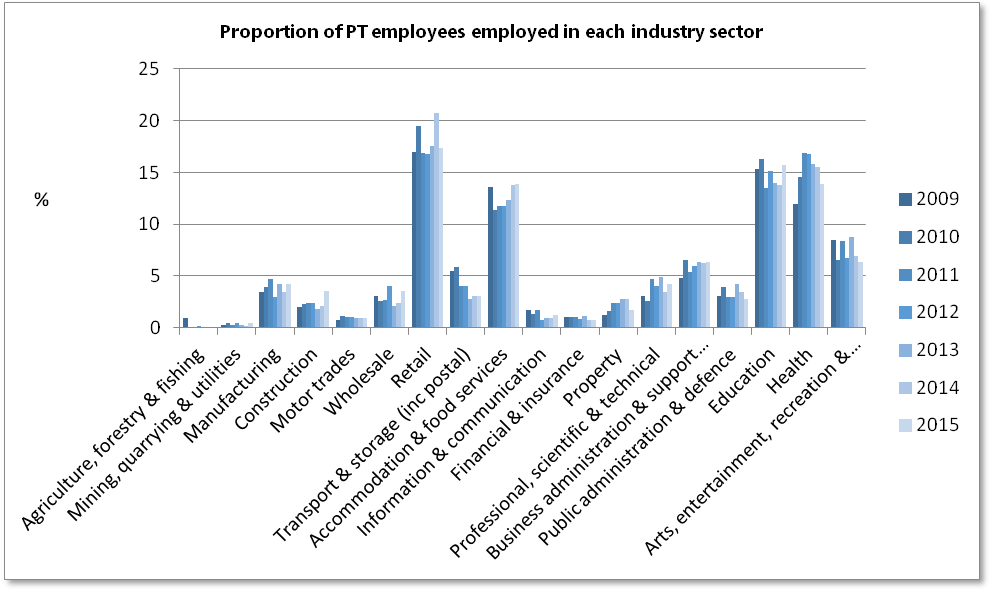 Proportion of PT employees employed in each industry sector
25
20
15
10
5
0
%
Agriculture, forestry & fishing
Mining, quarrying & utilities
Manufacturing
Construction
Motor trades
Wholesale
Retail
Transport & storage (inc postal)
Accommodation & food services
Information & communication
Financial & insurance
Property
Professional, scientific & technical
Business administration & support...
Public administration & defence
Education
Health
Arts, entertainment, recreation &...
2009
2010
2011
2012
2013
2014
2015